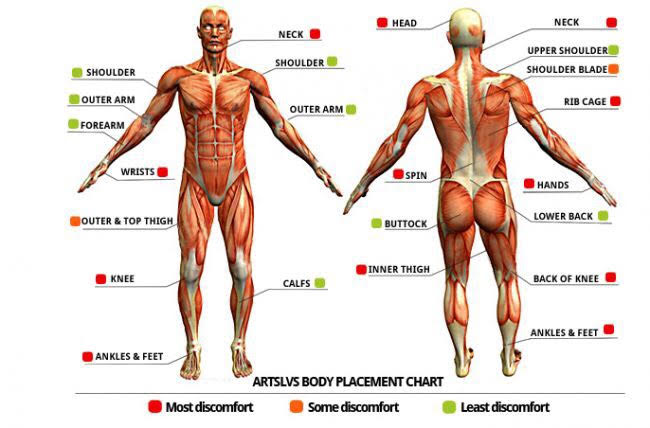 NECK
SHOULDER
SHOULDER
OUTER ARM
OUTER ARM
FOREARM
WRISTS
OUTER & TOP THIGH
KNEE
CALFS
ANKLES & FEET
HEAD
NECK
UPPER SHOULDER
SHOULDER BLADE
RIB CAGE
SPIN
HANDS
BUTTOCK
LOWER BACK
INNER THIGH
BACK OF KNEE
ANKLES & FEET
ARTSLVS BODY PLACEMENT CHART
Most discomfort Some discomfort Least discomfort